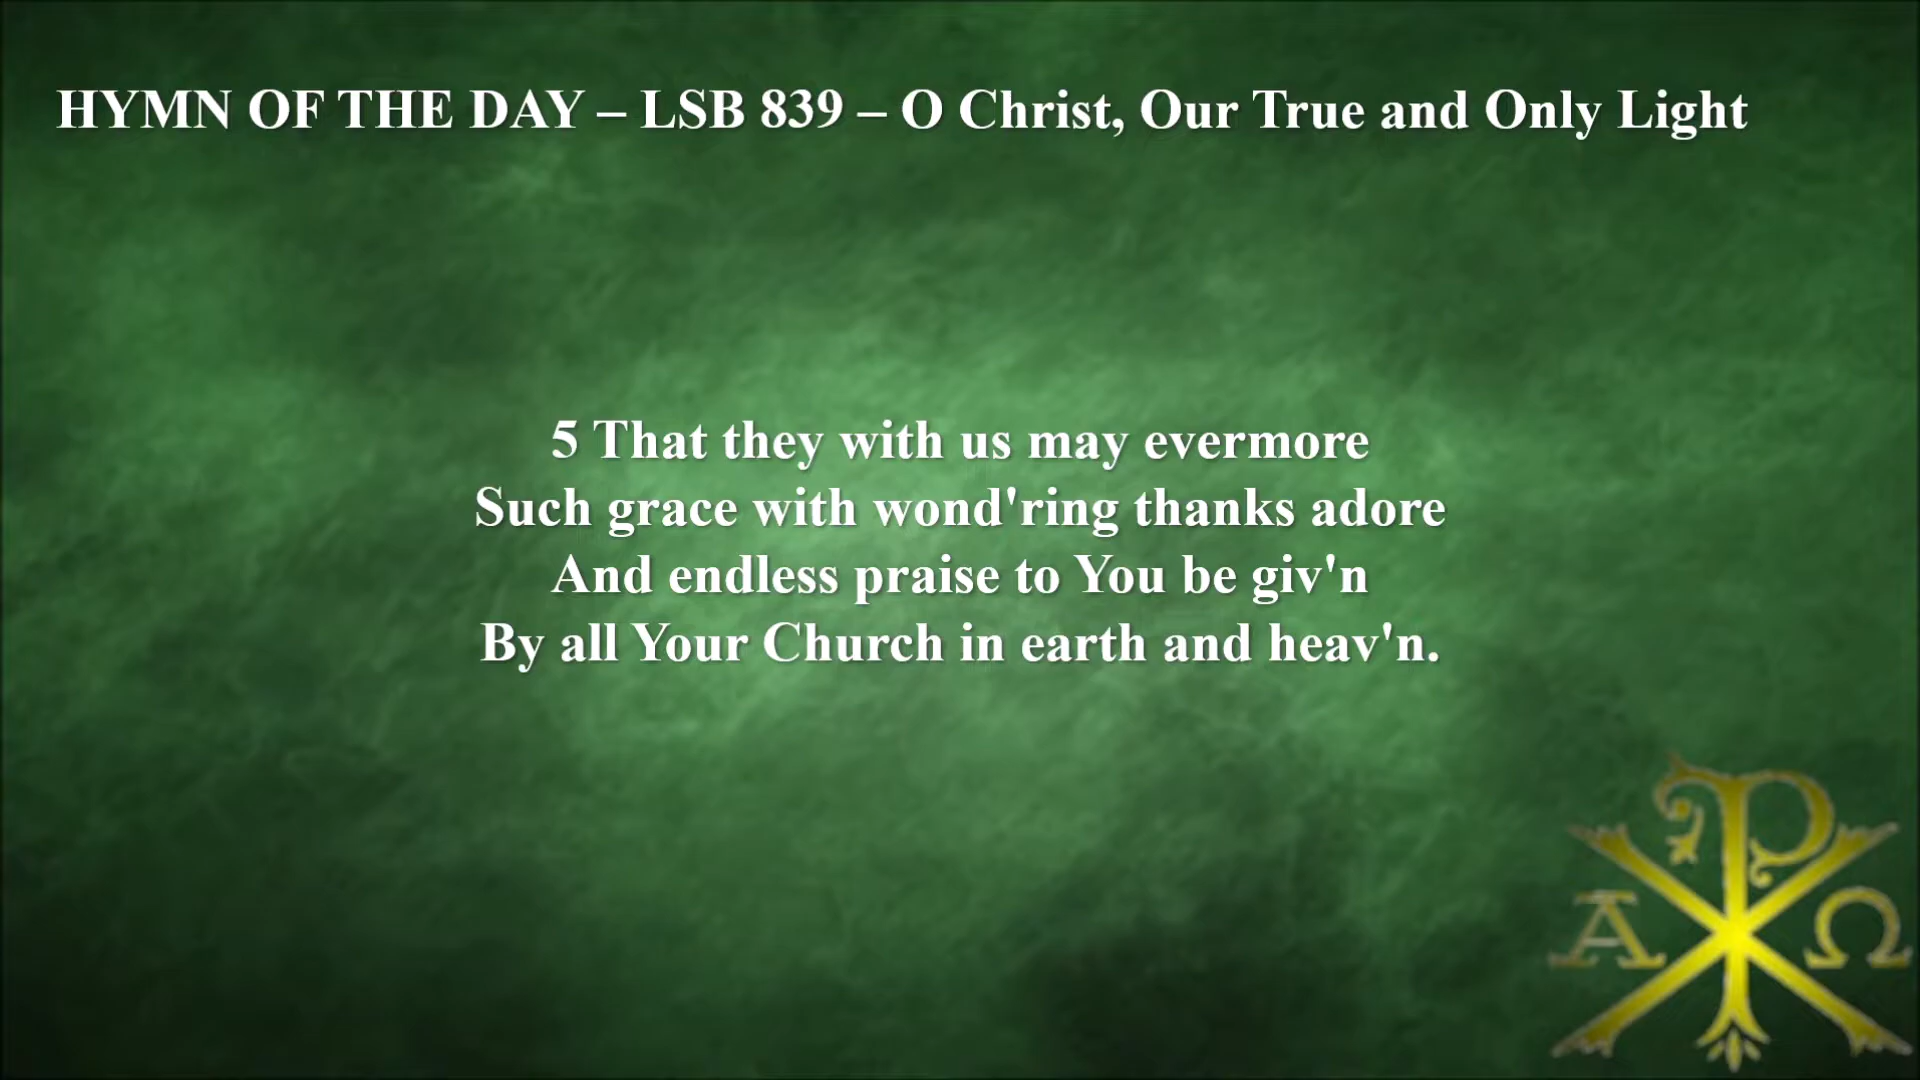 HYMN OF THE DAY – LSB 839 – O Christ, Our True and Only Light
5 That they with us may evermore
Such grace with wond'ring thanks adore
And endless praise to You be giv'n
By all Your Church in earth and heav'n.
Α Ω